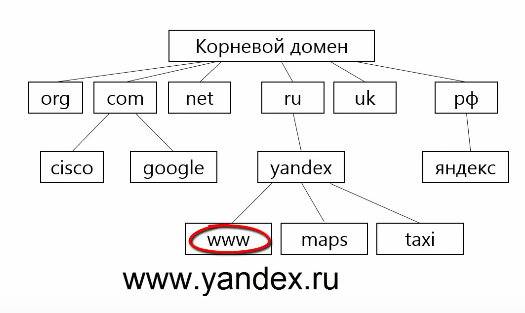 Корневой домен
org com net ru uk рф
cisco google yandex яндекс
www maps taxi
www.yandex.ru